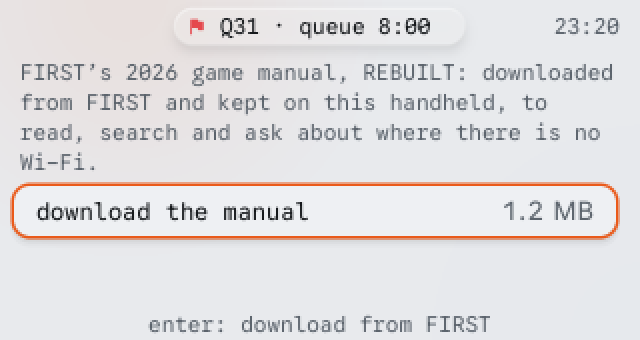 Q31 · queue 8:00
23:20
FIRST’s 2026 game manual, REBUILT: downloaded
from FIRST and kept on this handheld, to
read, search and ask about where there is no
Wi-Fi.
download the manual 1.2 MB
enter: download from FIRST